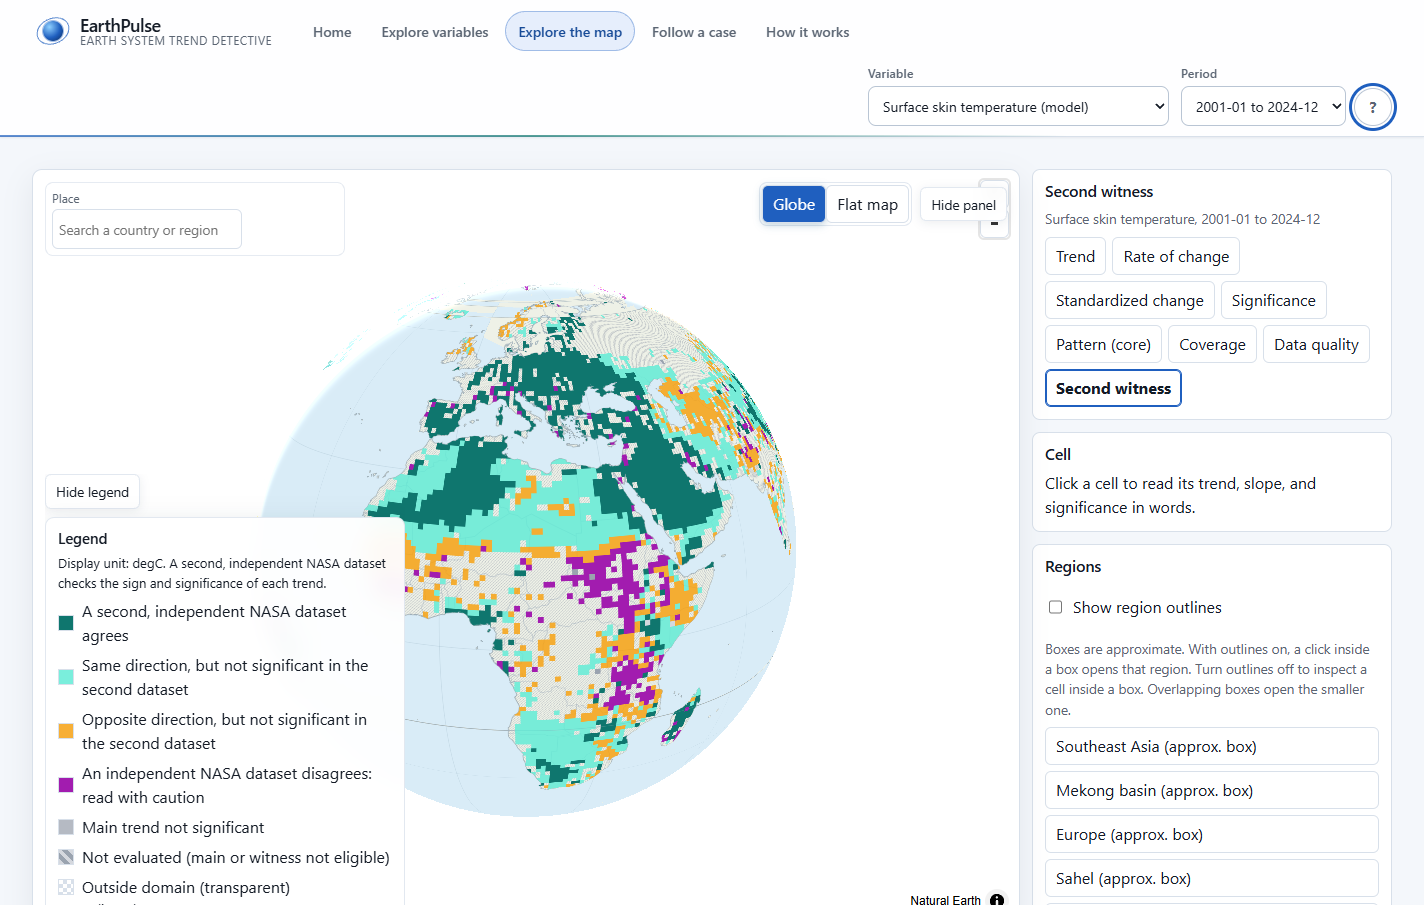 EarthPulse
EARTH SYSTEM TREND DETECTIVE
Home
Explore variables
Explore the map
Follow a case
How it works
Variable
Surface skin temperature (model)
Period
2001-01 to 2024-12
?
Place
Search a country or region
Globe
Flat map
Hide panel
Hide legend
Legend
Display unit: degC. A second, independent NASA dataset
checks the sign and significance of each trend.
A second, independent NASA dataset
agrees
Same direction, but not significant in the
second dataset
Opposite direction, but not significant in
the second dataset
An independent NASA dataset disagrees:
read with caution
Main trend not significant
Not evaluated (main or witness not eligible)
Outside domain (transparent)
Natural Earth
Second witness
Surface skin temperature, 2001-01 to 2024-12
Trend
Rate of change
Standardized change
Significance
Pattern (core)
Coverage
Data quality
Second witness
Cell
Click a cell to read its trend, slope, and
significance in words.
Regions
Show region outlines
Boxes are approximate. With outlines on, a click inside
a box opens that region. Turn outlines off to inspect a
cell inside a box. Overlapping boxes open the smaller
one.
Southeast Asia (approx. box)
Mekong basin (approx. box)
Europe (approx. box)
Sahel (approx. box)